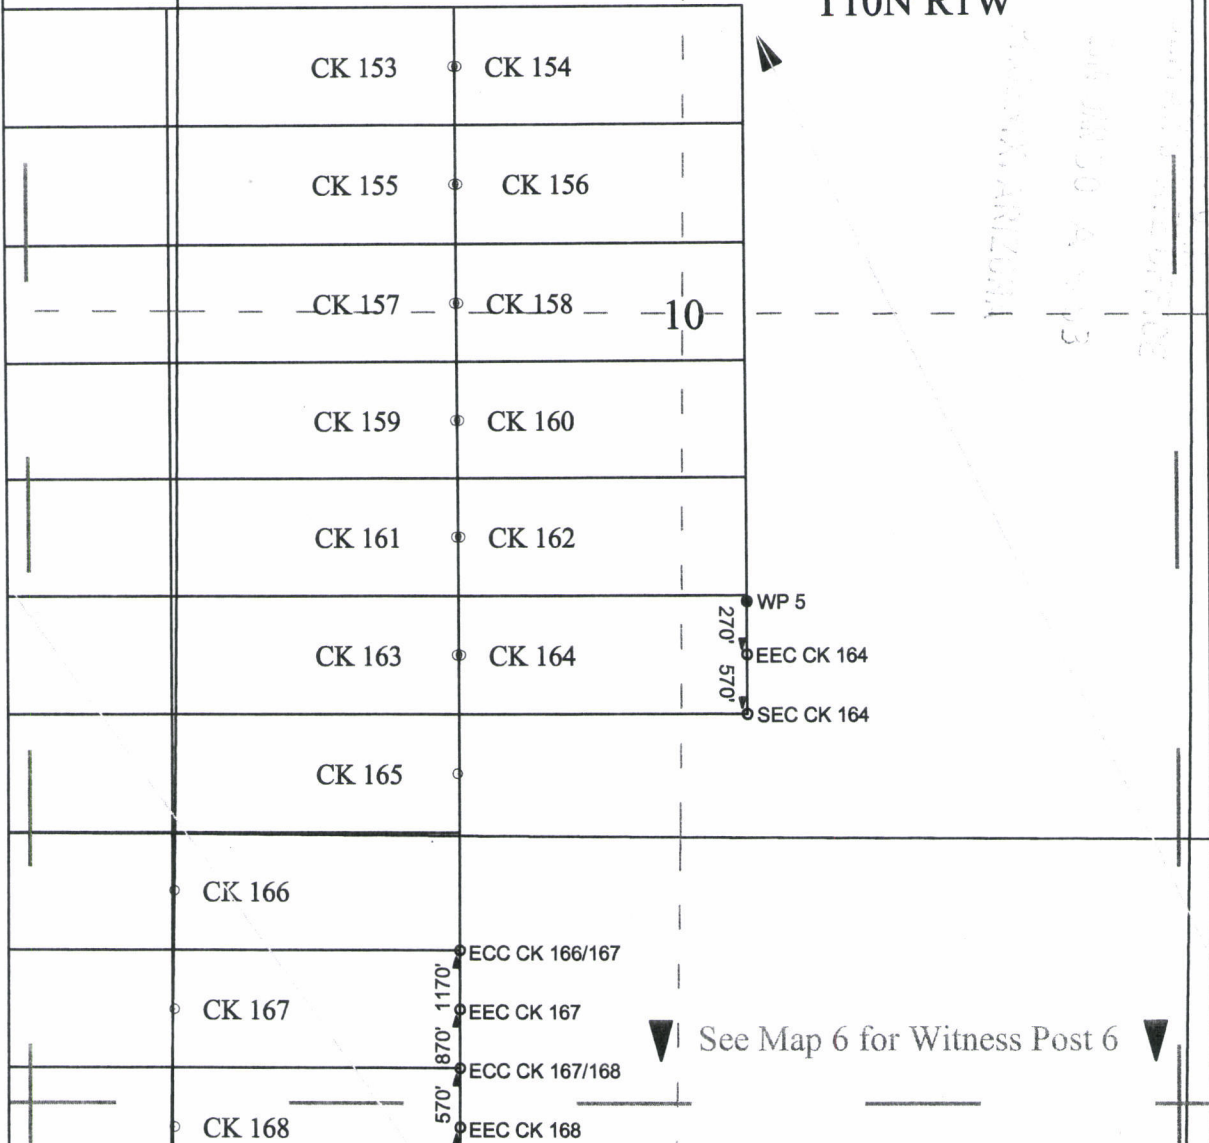 T10N R1W
CK 153 CK 154
CK 155 CK 156
CK 157 CK 158
10
CK 159 CK 160
CK 161 CK 162
WP 5
270'
CK 163 CK 164
EEC CK 164
570'
SEC CK 164
CK 165
CK 166
ECC CK 166/167
1170'
CK 167
EEC CK 167
See Map 6 for Witness Post 6
870'
ECC CK 167/168
570'
CK 168
EEC CK 168